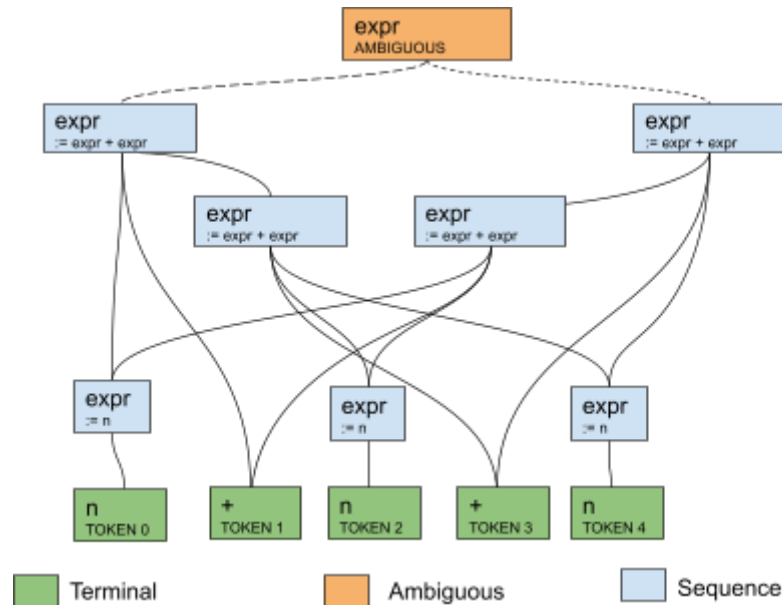 expr
AMBIGUOUS
expr
:= expr + expr
expr
:= expr + expr
expr
:= expr + expr
expr
:= expr + expr
expr
:= n
expr
:= n
expr
:= n
n
TOKEN 0
+
TOKEN 1
n
TOKEN 2
+
TOKEN 3
n
TOKEN 4
Terminal
Ambiguous
Sequence